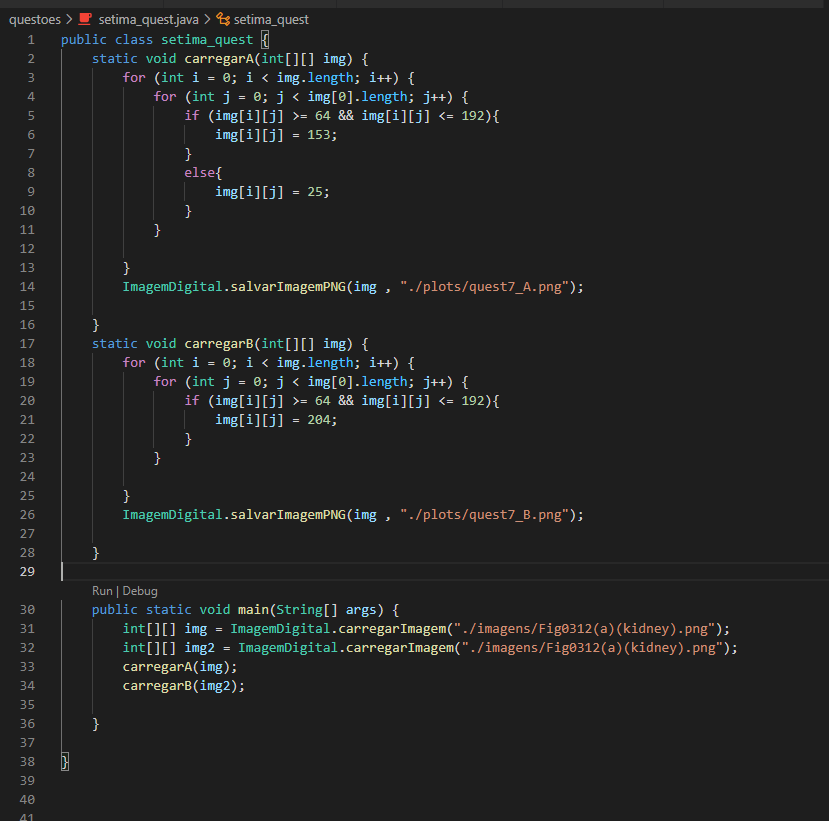 questoes > setima_quest.java > setima_quest
1 public class setima_quest {
2     static void carregarA(int[][] img) {
3         for (int i = 0; i < img.length; i++) {
4             for (int j = 0; j < img[0].length; j++) {
5                 if (img[i][j] >= 64 && img[i][j] <= 192){
6                     img[i][j] = 153;
7                 }
8                 else{
9                     img[i][j] = 25;
10                 }
11             }
12
13         }
14         ImagemDigital.salvarImagemPNG(img , "./plots/quest7_A.png");
15
16     }
17     static void carregarB(int[][] img) {
18         for (int i = 0; i < img.length; i++) {
19             for (int j = 0; j < img[0].length; j++) {
20                 if (img[i][j] >= 64 && img[i][j] <= 192){
21                     img[i][j] = 204;
22                 }
23             }
24
25         }
26         ImagemDigital.salvarImagemPNG(img , "./plots/quest7_B.png");
27
28     }
29
Run | Debug
30     public static void main(String[] args) {
31         int[][] img = ImagemDigital.carregarImagem("./imagens/Fig0312(a)(kidney).png");
32         int[][] img2 = ImagemDigital.carregarImagem("./imagens/Fig0312(a)(kidney).png");
33         carregarA(img);
34         carregarB(img2);
35
36     }
37
38 }
39
40
41